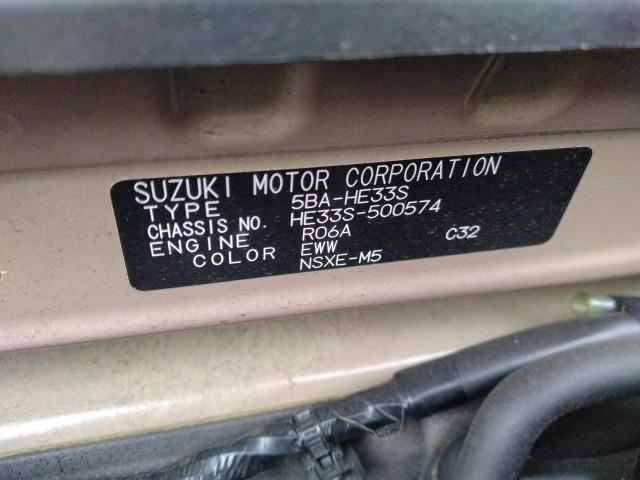 SUZUKI MOTOR CORPORATION
TYPE 5BA-HE33S
CHASSIS NO. HE33S-500574
ENGINE R06A C32
COLOR EWW
NSXE-M5